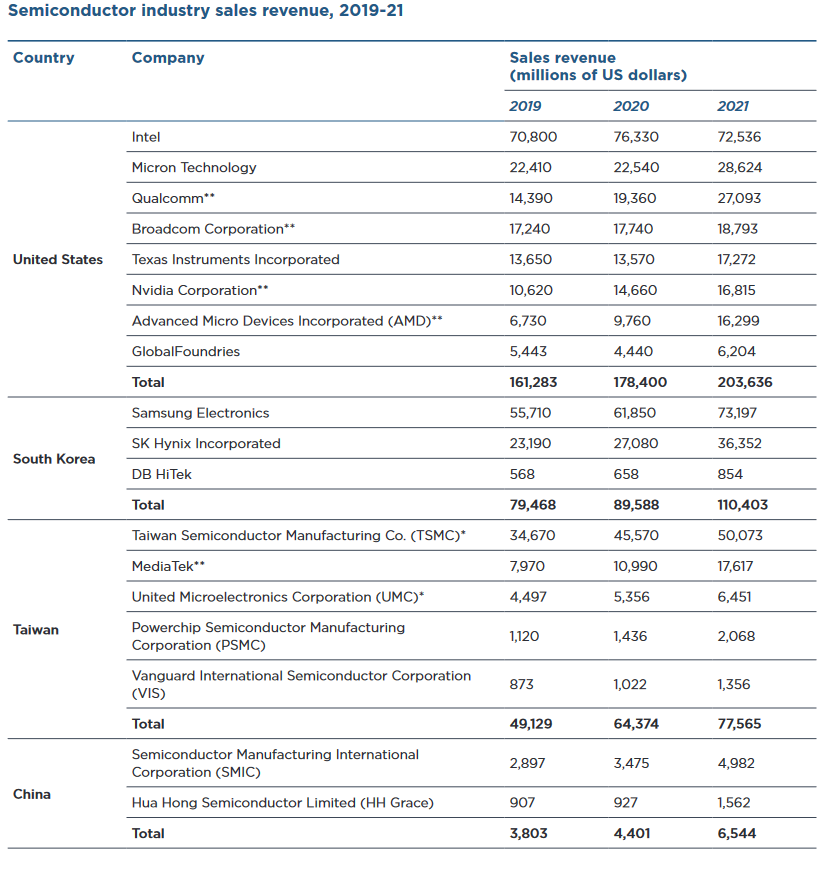 Semiconductor industry sales revenue, 2019-21
Country Company Sales revenue
(millions of US dollars)
2019 2020 2021
United States
Intel 70,800 76,330 72,536
Micron Technology 22,410 22,540 28,624
Qualcomm** 14,390 19,360 27,093
Broadcom Corporation** 17,240 17,740 18,793
Texas Instruments Incorporated 13,650 13,570 17,272
Nvidia Corporation** 10,620 14,660 16,815
Advanced Micro Devices Incorporated (AMD)** 6,730 9,760 16,299
GlobalFoundries 5,443 4,440 6,204
Total 161,283 178,400 203,636
South Korea
Samsung Electronics 55,710 61,850 73,197
SK Hynix Incorporated 23,190 27,080 36,352
DB HiTek 568 658 854
Total 79,468 89,588 110,403
Taiwan
Taiwan Semiconductor Manufacturing Co. (TSMC)* 34,670 45,570 50,073
MediaTek** 7,970 10,990 17,617
United Microelectronics Corporation (UMC)* 4,497 5,356 6,451
Powerchip Semiconductor Manufacturing
Corporation (PSMC) 1,120 1,436 2,068
Vanguard International Semiconductor Corporation
(VIS) 873 1,022 1,356
Total 49,129 64,374 77,565
China
Semiconductor Manufacturing International
Corporation (SMIC) 2,897 3,475 4,982
Hua Hong Semiconductor Limited (HH Grace) 907 927 1,562
Total 3,803 4,401 6,544